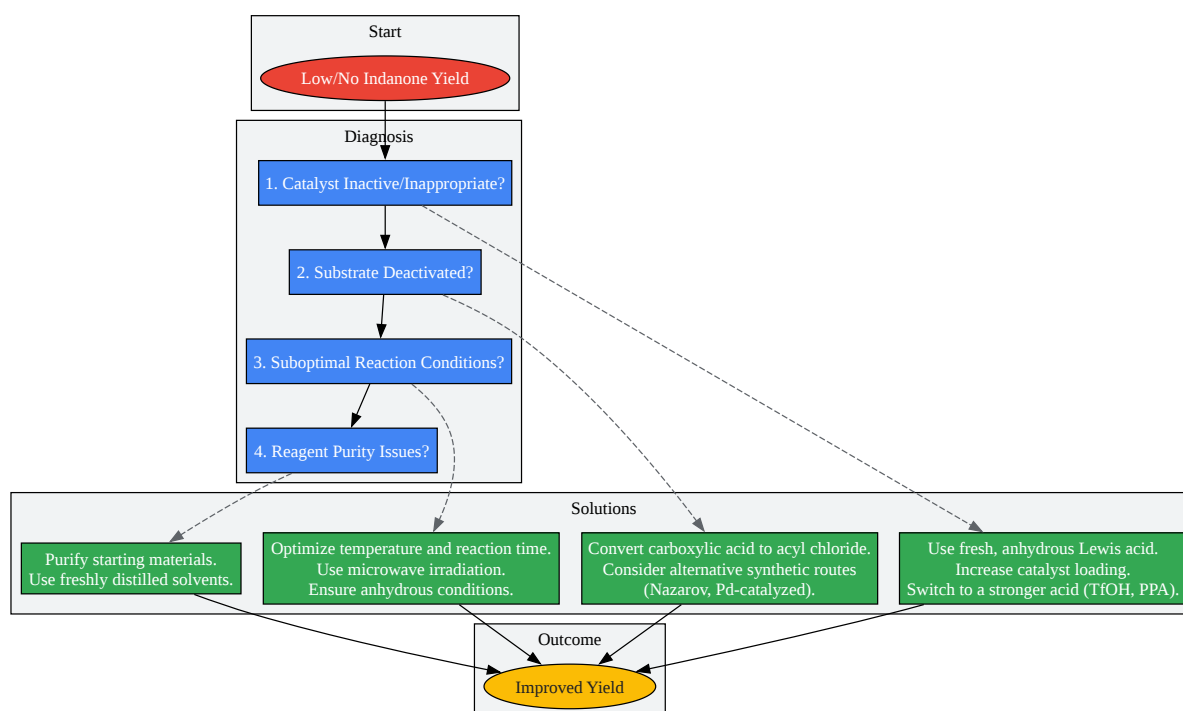 Start
Low/No Indanone Yield
Diagnosis
1. Catalyst Inactive/Inappropriate?
2. Substrate Deactivated?
3. Suboptimal Reaction Conditions?
4. Reagent Purity Issues?
Solutions
Purify starting materials.
Use freshly distilled solvents.
Optimize temperature and reaction time.
Use microwave irradiation.
Ensure anhydrous conditions.
Convert carboxylic acid to acyl chloride.
Consider alternative synthetic routes
(Nazarov, Pd-catalyzed).
Use fresh, anhydrous Lewis acid.
Increase catalyst loading.
Switch to a stronger acid (TfOH, PPA).
Outcome
Improved Yield